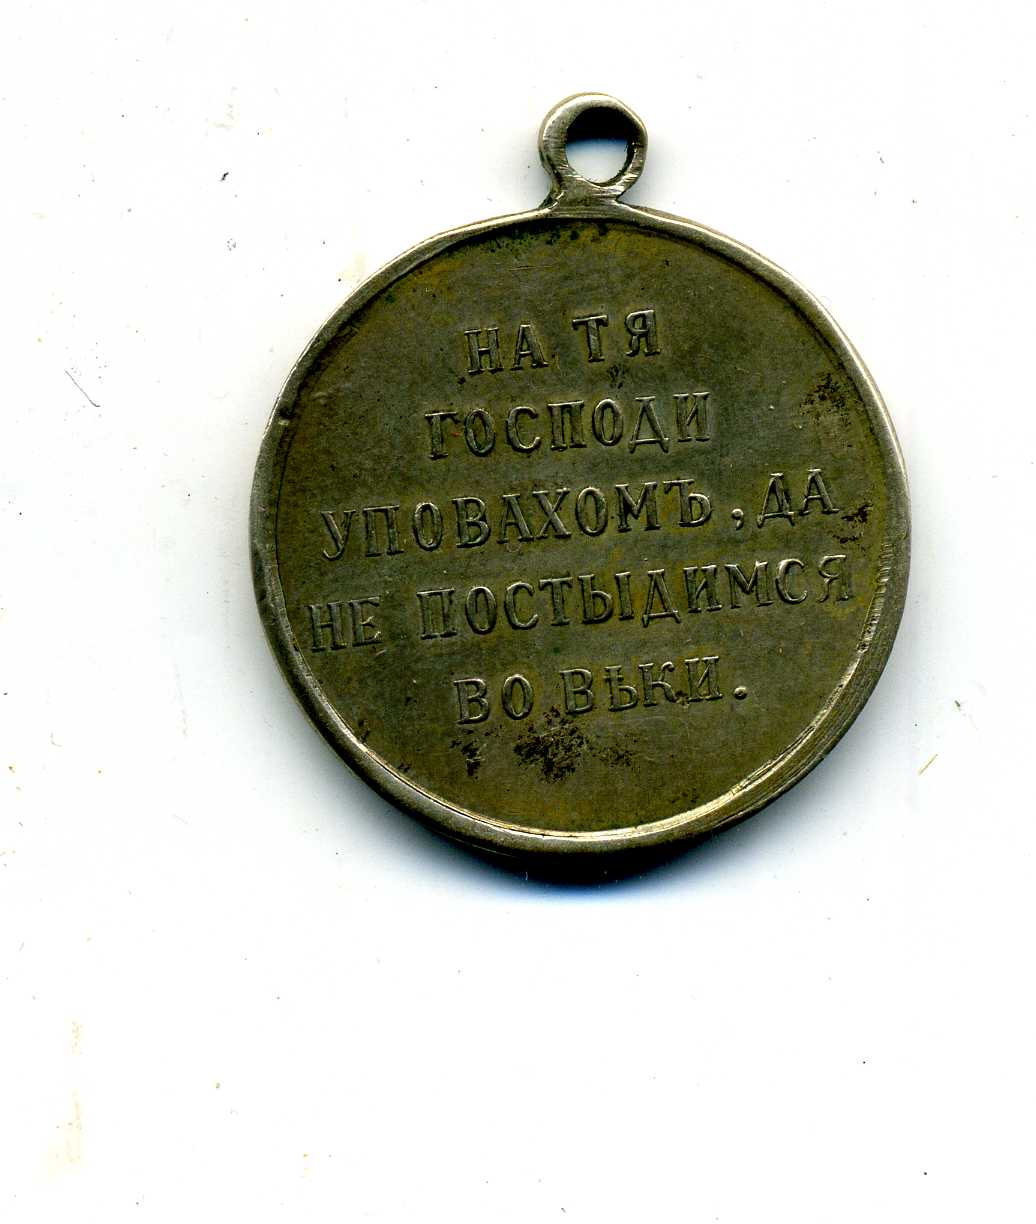 НА ТЯ
ГОСПОДИ
УПОВАХОМЪ, ДА
НЕ ПОСТЫДИМСЯ
ВО ВѢКИ.